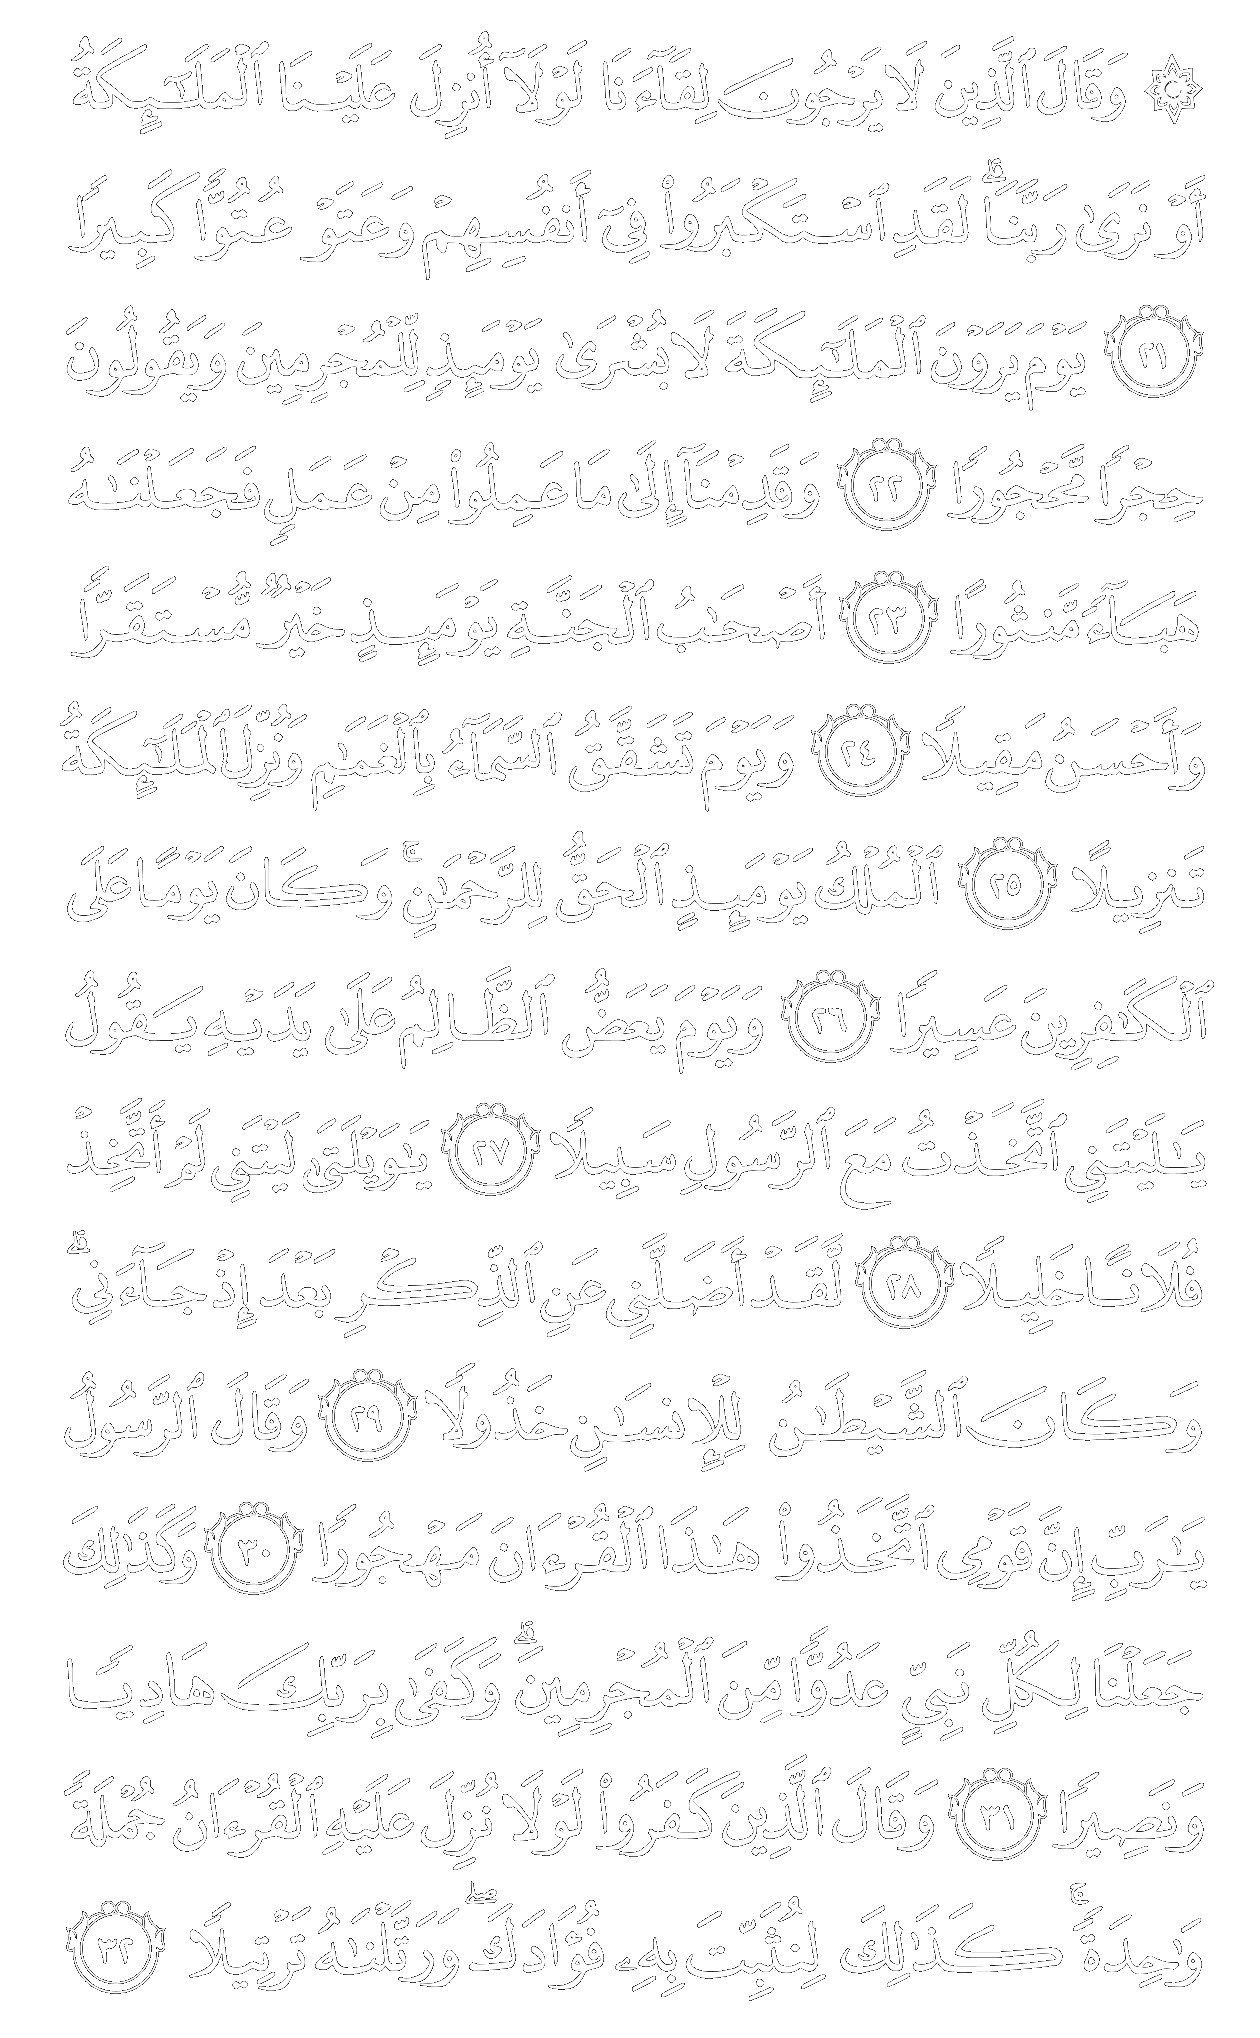 ۞ وَقَالَ ٱلَّذِينَ لَا يَرْجُونَ لِقَآءَنَا لَوْلَآ أُنزِلَ عَلَيْنَا ٱلْمَلَـٰٓئِكَةُ
أَوْ نَرَىٰ رَبَّنَا ۗ لَقَدِ ٱسْتَكْبَرُوا۟ فِىٓ أَنفُسِهِمْ وَعَتَوْ عُتُوًّا كَبِيرًا
٢١ يَوْمَ يَرَوْنَ ٱلْمَلَـٰٓئِكَةَ لَا بُشْرَىٰ يَوْمَئِذٍ لِّلْمُجْرِمِينَ وَيَقُولُونَ
حِجْرًا مَّحْجُورًا ٢٢ وَقَدِمْنَآ إِلَىٰ مَا عَمِلُوا۟ مِنْ عَمَلٍ فَجَعَلْنَـٰهُ
هَبَآءً مَّنثُورًا ٢٣ أَصْحَـٰبُ ٱلْجَنَّةِ يَوْمَئِذٍ خَيْرٌ مُّسْتَقَرًّا
وَأَحْسَنُ مَقِيلًا ٢٤ وَيَوْمَ تَشَقَّقُ ٱلسَّمَآءُ بِٱلْغَمَـٰمِ وَنُزِّلَ ٱلْمَلَـٰٓئِكَةُ
تَنزِيلًا ٢٥ ٱلْمُلْكُ يَوْمَئِذٍ ٱلْحَقُّ لِلرَّحْمَـٰنِ ۚ وَكَانَ يَوْمًا عَلَى
ٱلْكَـٰفِرِينَ عَسِيرًا ٢٦ وَيَوْمَ يَعَضُّ ٱلظَّالِمُ عَلَىٰ يَدَيْهِ يَقُولُ
يَـٰلَيْتَنِى ٱتَّخَذْتُ مَعَ ٱلرَّسُولِ سَبِيلًا ٢٧ يَـٰوَيْلَتَىٰ لَيْتَنِى لَمْ أَتَّخِذْ
فُلَانًا خَلِيلًا ٢٨ لَّقَدْ أَضَلَّنِى عَنِ ٱلذِّكْرِ بَعْدَ إِذْ جَآءَنِى ۗ
وَكَانَ ٱلشَّيْطَـٰنُ لِلْإِنسَـٰنِ خَذُولًا ٢٩ وَقَالَ ٱلرَّسُولُ
يَـٰرَبِّ إِنَّ قَوْمِى ٱتَّخَذُوا۟ هَـٰذَا ٱلْقُرْءَانَ مَهْجُورًا ٣٠ وَكَذَٰلِكَ
جَعَلْنَا لِكُلِّ نَبِىٍّ عَدُوًّا مِّنَ ٱلْمُجْرِمِينَ ۗ وَكَفَىٰ بِرَبِّكَ هَادِيًا
وَنَصِيرًا ٣١ وَقَالَ ٱلَّذِينَ كَفَرُوا۟ لَوْلَا نُزِّلَ عَلَيْهِ ٱلْقُرْءَانُ جُمْلَةً
وَٰحِدَةً ۚ كَذَٰلِكَ لِنُثَبِّتَ بِهِۦ فُؤَادَكَ ۖ وَرَتَّلْنَـٰهُ تَرْتِيلًا ٣٢